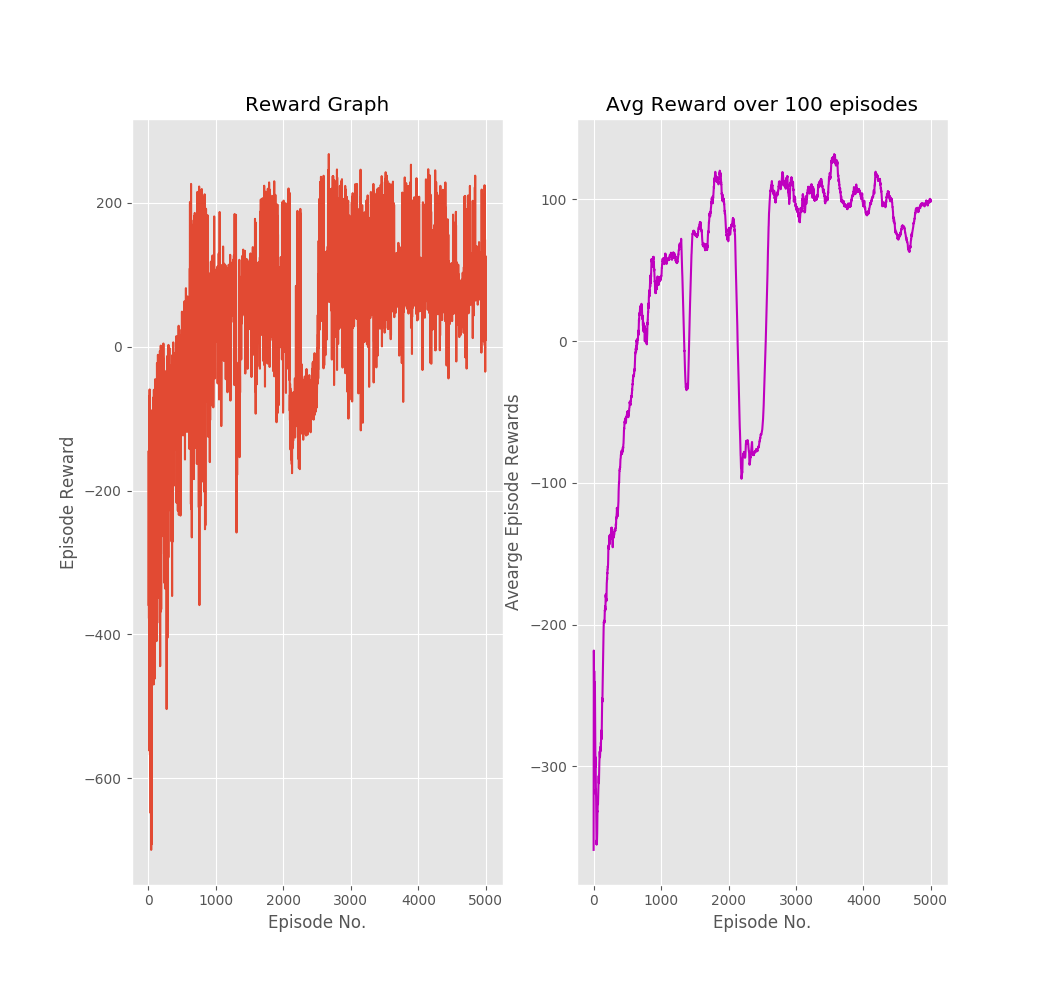 Reward Graph
Episode Reward
200
0
−200
−400
−600
0 1000 2000 3000 4000 5000
Episode No.
Avg Reward over 100 episodes
Avearge Episode Rewards
100
0
−100
−200
−300
0 1000 2000 3000 4000 5000
Episode No.